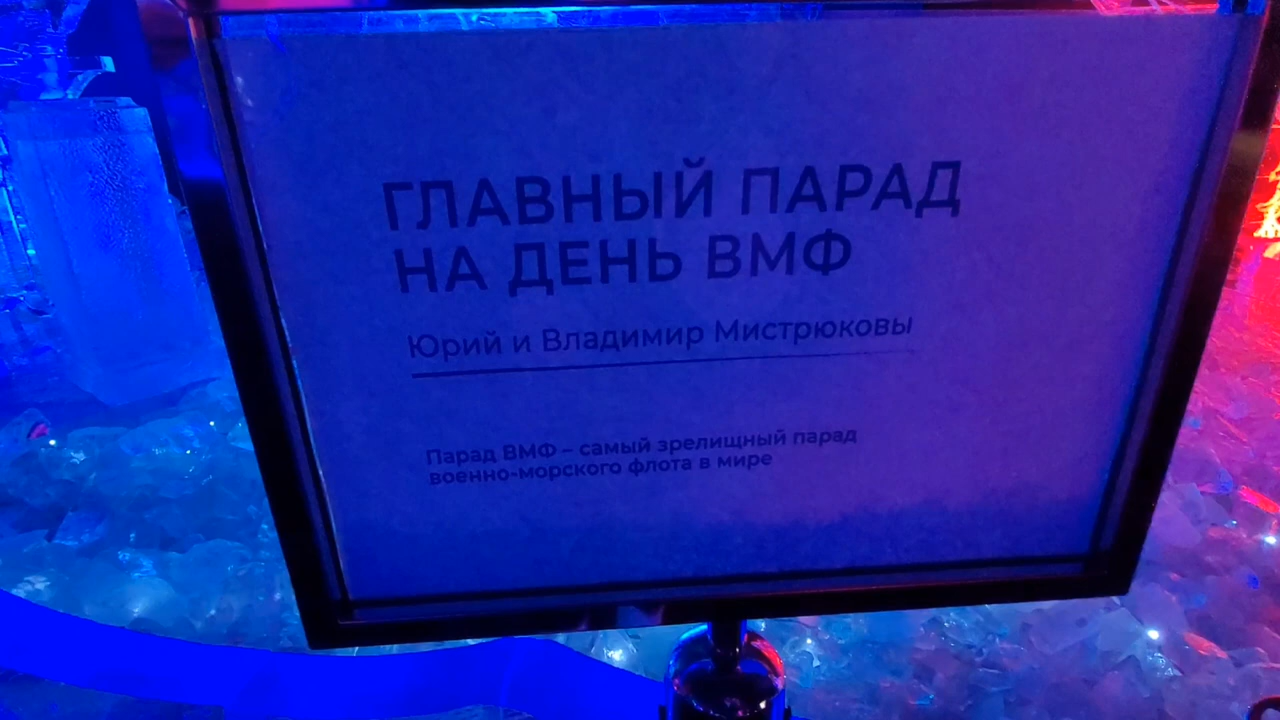 ГЛАВНЫЙ ПАРАД
НА ДЕНЬ ВМФ
Юрий и Владимир Мистрюковы
Парад ВМФ – самый зрелищный парад
военно-морского флота в мире